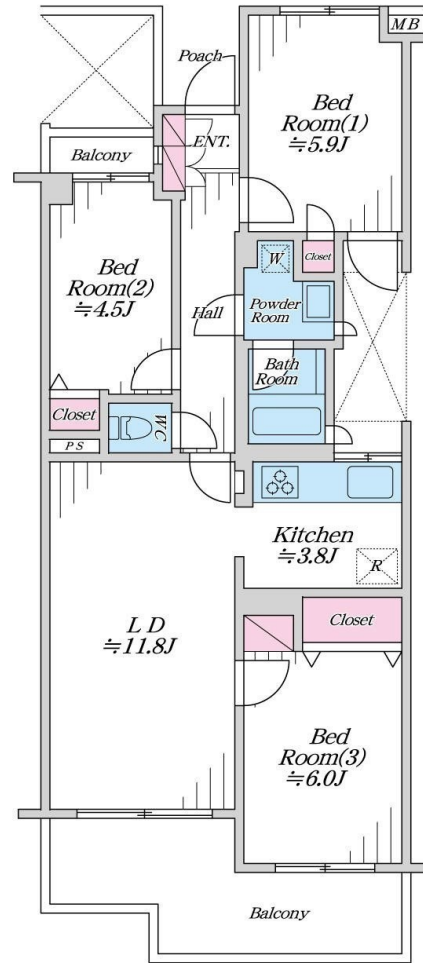 MB
Poach
ENT.
Bed
Room(1)
≒5.9J
Balcony
Bed
Room(2)
≒4.5J
Closet
W
Powder
Room
Hall
Bath
Room
Closet
WC
PS
Kitchen
≒3.8J
R
LD
≒11.8J
Closet
Bed
Room(3)
≒6.0J
Balcony